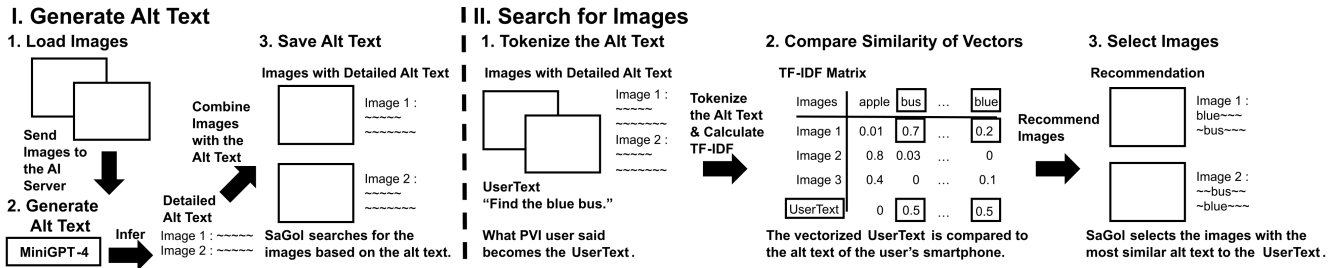 I. Generate Alt Text
1. Load Images
Send
Images to
the AI
Server
2. Generate
Alt Text
MiniGPT-4
Infer
Detailed
Alt Text
Image 1 : ~~~~~
Image 2 : ~~~~~
Combine
Images
with the
Alt Text
3. Save Alt Text
Images with Detailed Alt Text
Image 1 :
~~~~~
~~~~~~~
Image 2 :
~~~~~
~~~~~~~
SaGol searches for the
images based on the alt text.
II. Search for Images
1. Tokenize the Alt Text
Images with Detailed Alt Text
Image 1 :
~~~~~
~~~~~~~
Image 2 :
~~~~~
~~~~~~~
UserText
“Find the blue bus.”
What PVI user said
becomes the UserText.
Tokenize
the Alt Text
& Calculate
TF-IDF
2. Compare Similarity of Vectors
TF-IDF Matrix
Images apple bus … blue
Image 1 0.01 0.7 … 0.2
Image 2 0.8 0.03 … 0
Image 3 0.4 0 … 0.1
UserText 0 0.5 … 0.5
The vectorized UserText is compared to
the alt text of the user's smartphone.
Recommend
Images
3. Select Images
Recommendation
Image 1 :
blue~~~
~bus~~~
Image 2 :
~~bus~~
~blue~~~
SaGol selects the images with the
most similar alt text to the UserText.